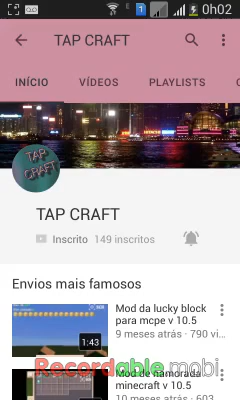 0h02
TAP CRAFT
INÍCIO VÍDEOS PLAYLISTS
HITACHI
TAP CRAFT
TAP CRAFT
Inscrito 149 inscritos
Envios mais famosos
Mod da lucky block
para mcpe v 10.5
9 meses atrás · 790 vi...
1:43
Mod de namorada
minecraft v 10.5
10 meses atrás · 603
Recordable.mobi